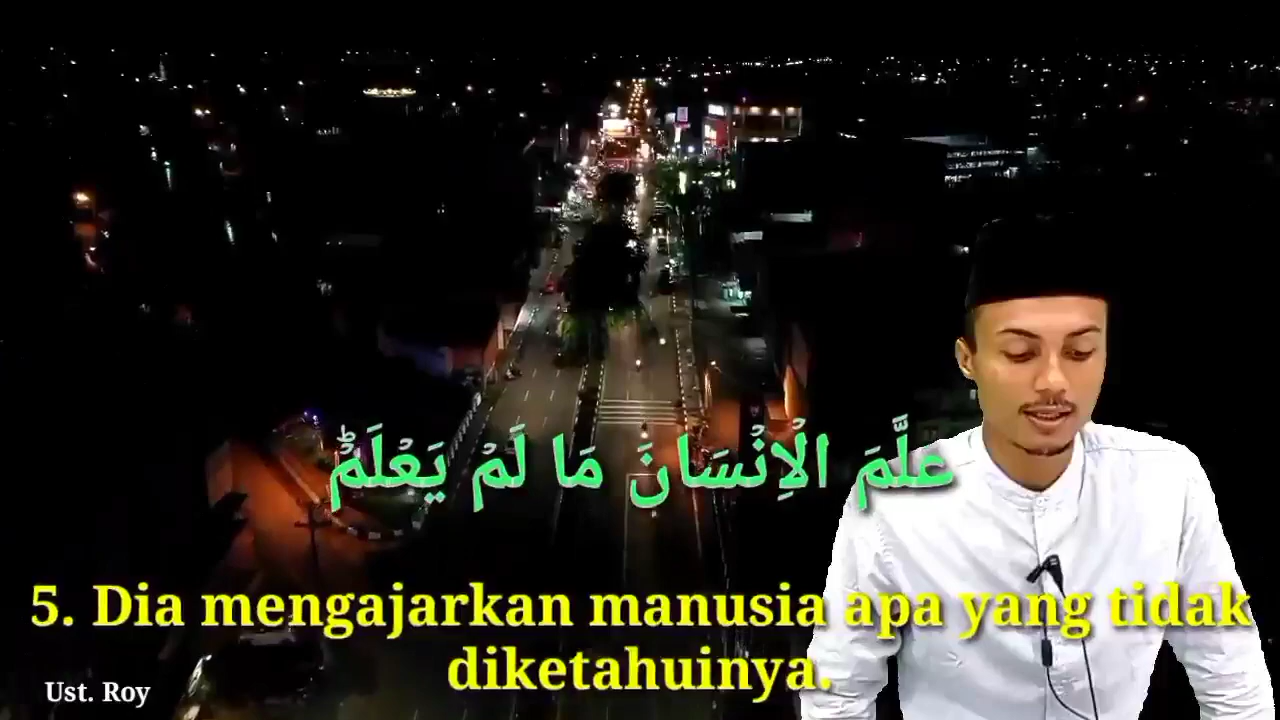 عَلَّمَ الْاِنْسَانَ مَا لَمْ يَعْلَمْۗ
5. Dia mengajarkan manusia apa yang tidak
diketahuinya.
Ust. Roy